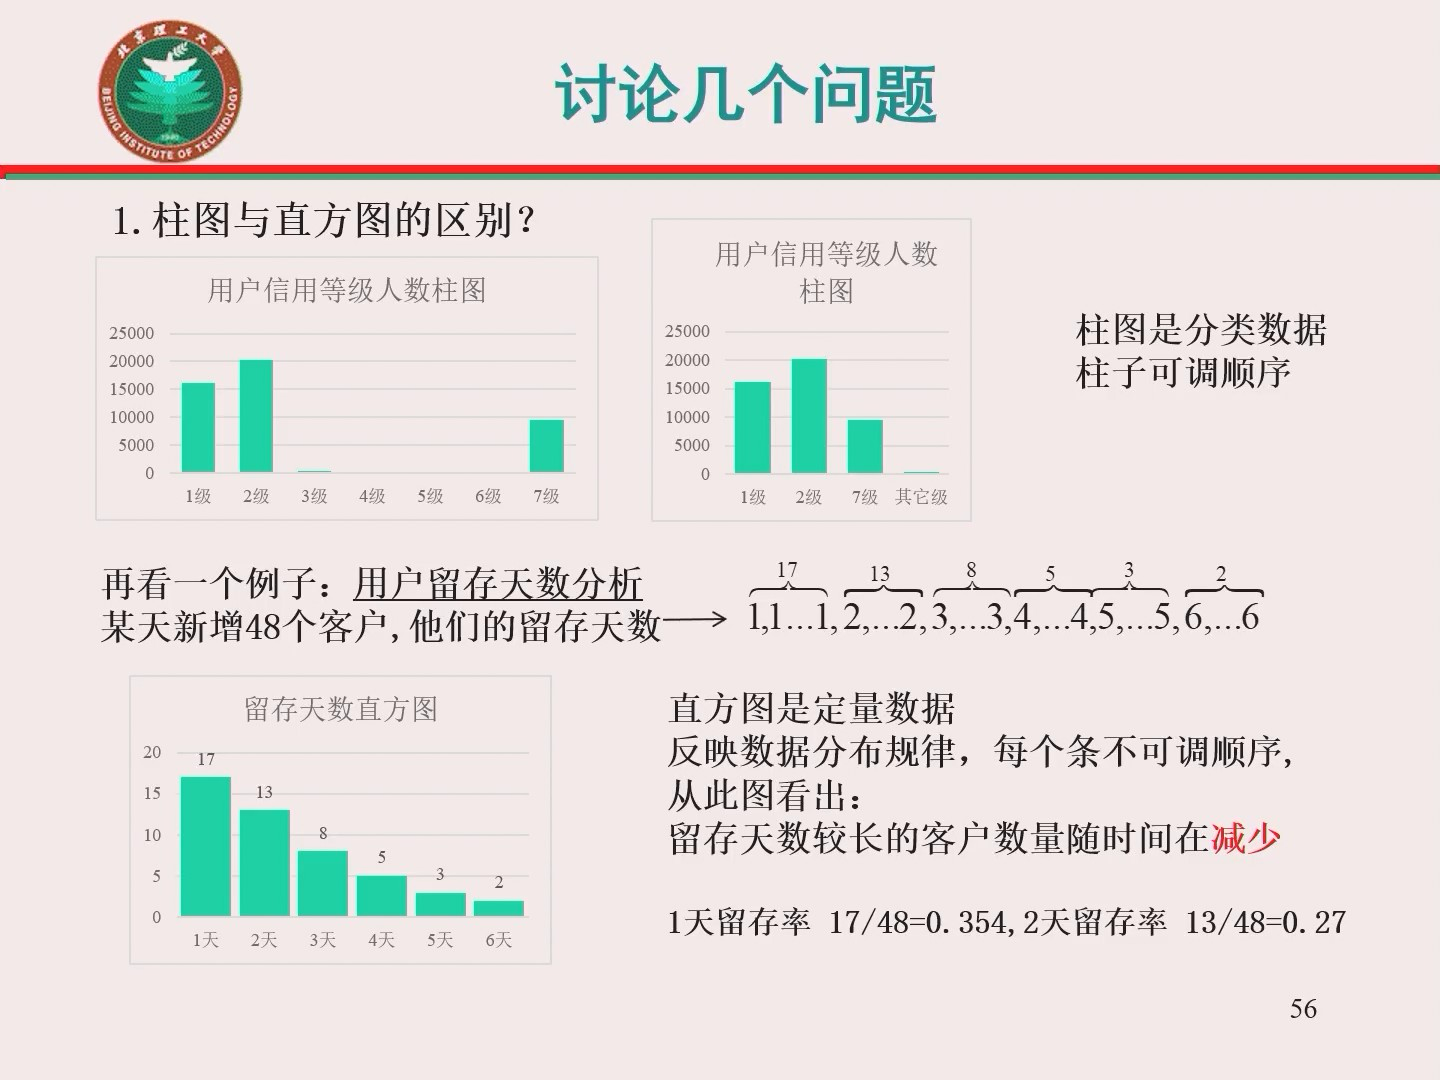 北京理工大学
BEIJING INSTITUTE OF TECHNOLOGY
1940
讨论几个问题
1.柱图与直方图的区别？
用户信用等级人数柱图
25000
20000
15000
10000
5000
0
1级 2级 3级 4级 5级 6级 7级
用户信用等级人数
柱图
25000
20000
15000
10000
5000
0
1级 2级 7级 其它级
柱图是分类数据
柱子可调顺序
再看一个例子：用户留存天数分析
某天新增48个客户,他们的留存天数
17 13 8 5 3 2
1,1...1,2,...2,3,...3,4,...4,5,...5,6,...6
留存天数直方图
20
15
10
5
0
17 13 8 5 3 2
1天 2天 3天 4天 5天 6天
直方图是定量数据
反映数据分布规律，每个条不可调顺序,
从此图看出：
留存天数较长的客户数量随时间在减少
1天留存率 17/48=0.354,2天留存率 13/48=0.27
56